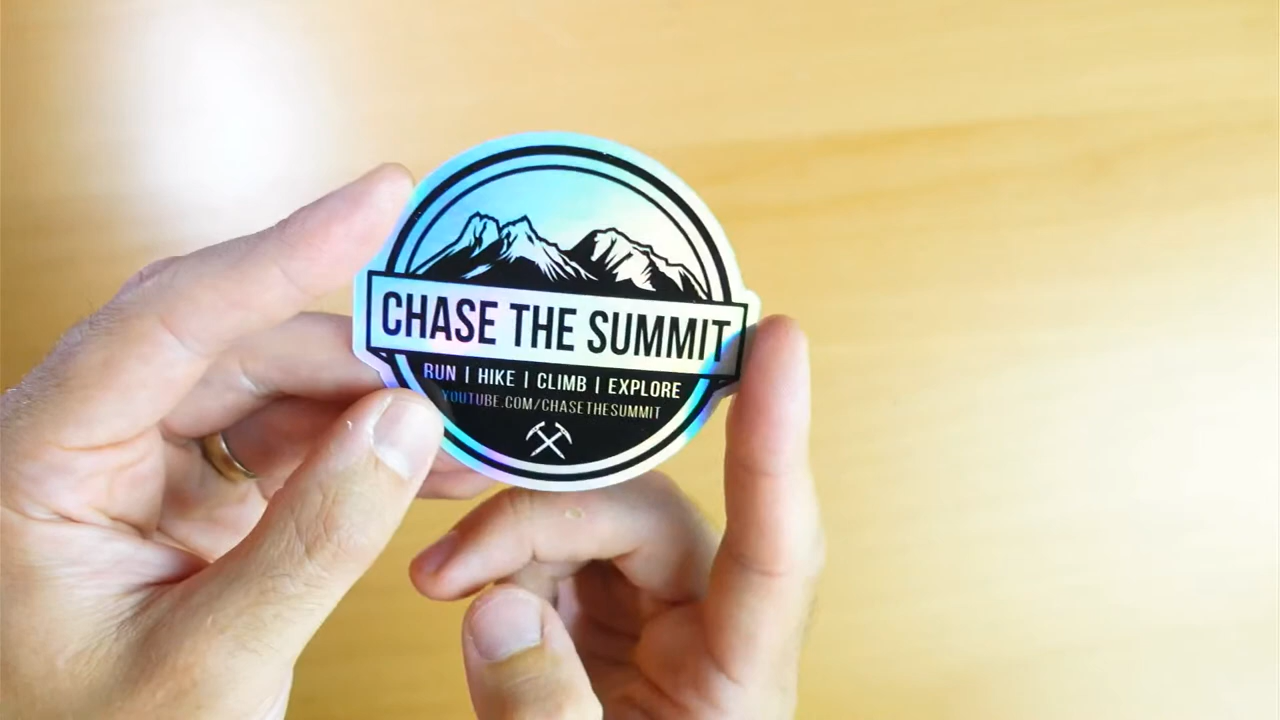 CHASE THE SUMMIT
RUN | HIKE | CLIMB | EXPLORE
YOUTUBE.COM/CHASETHESUMMIT